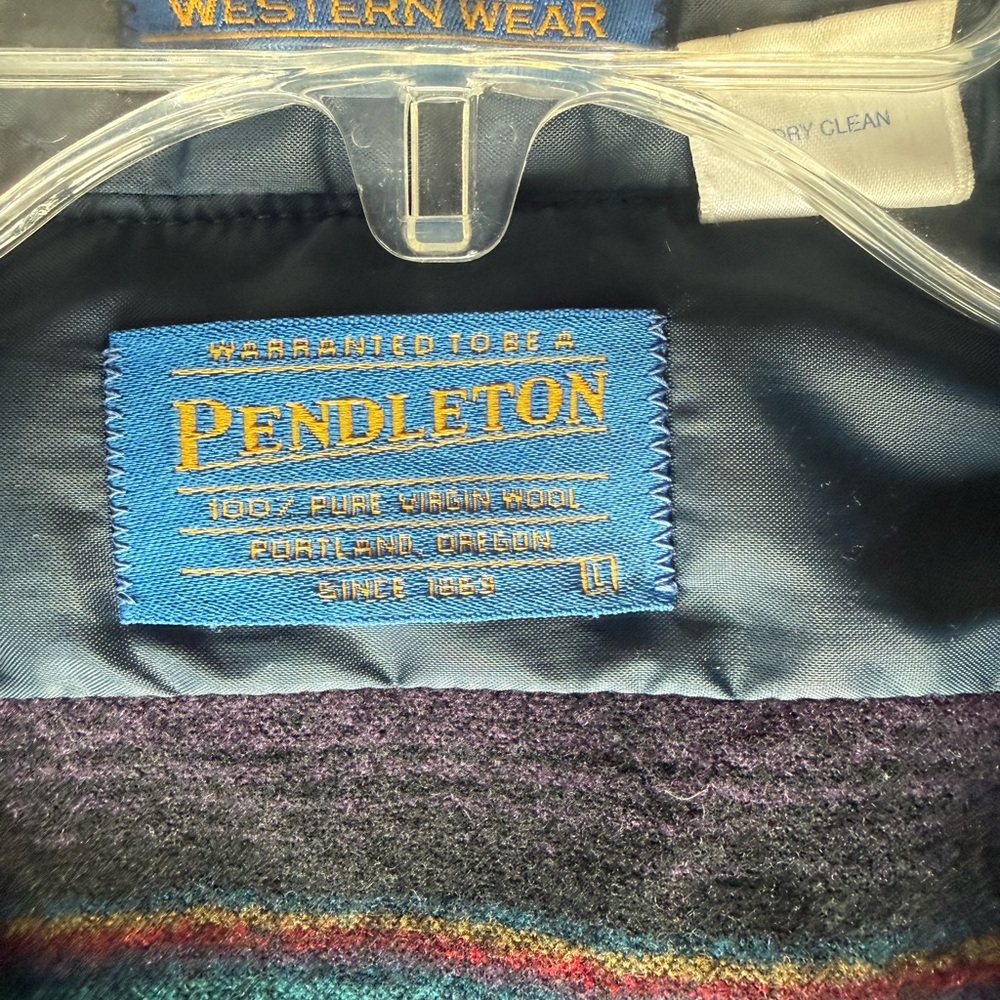 WESTERN WEAR
DRY CLEAN
WARRANTED TO BE A
PENDLETON
100% PURE VIRGIN WOOL
PORTLAND, OREGON
SINCE 1863
L